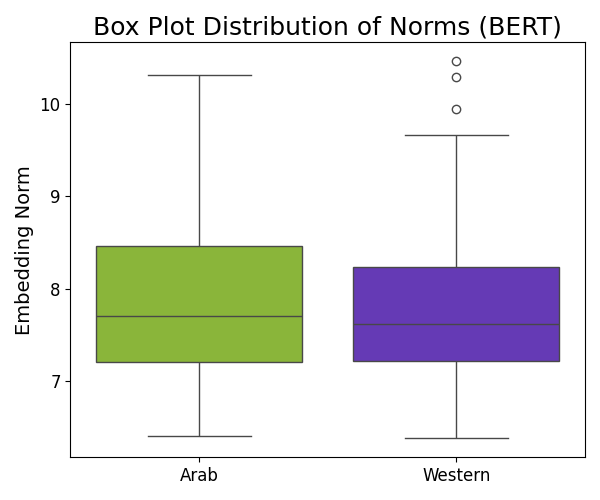 Box Plot Distribution of Norms (BERT)
Embedding Norm
10
9
8
7
Arab
Western